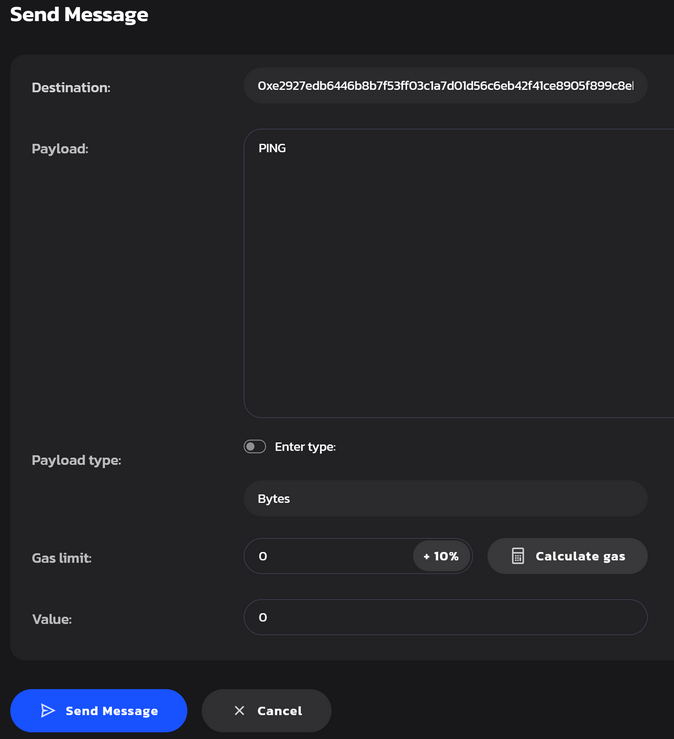 Send Message
Destination:
0xe2927edb6446b8b7f53ff03c1a7d01d56c6eb42f41ce8905f899c8e
Payload:
PING
Payload type:
Enter type:
Bytes
Gas limit:
0
+ 10%
Calculate gas
Value:
0
Send Message
Cancel